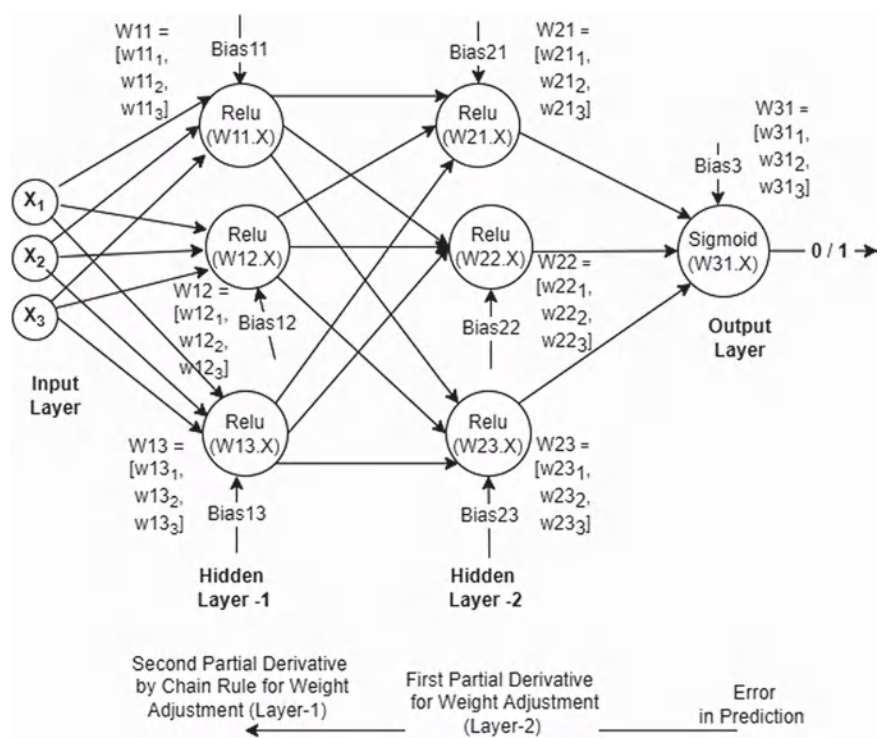 W11 =
[w11₁,
w11₂,
w11₃]
Bias11
Relu
(W11.X)
Bias21
Relu
(W21.X)
W21 =
[w21₁,
w21₂,
w21₃]
W31 =
[w31₁,
w31₂,
w31₃]
Bias3
X₁
X₂
X₃
Input
Layer
Relu
(W12.X)
W12 =
[w12₁,
w12₂,
w12₃]
Bias12
Relu
(W22.X)
Bias22
W22 =
[w22₁,
w22₂,
w22₃]
Sigmoid
(W31.X)
0 / 1
Output
Layer
Relu
(W13.X)
W13 =
[w13₁,
w13₂,
w13₃]
Bias13
Relu
(W23.X)
Bias23
W23 =
[w23₁,
w23₂,
w23₃]
Hidden
Layer -1
Hidden
Layer -2
Second Partial Derivative
by Chain Rule for Weight
Adjustment (Layer-1)
First Partial Derivative
for Weight Adjustment
(Layer-2)
Error
in Prediction